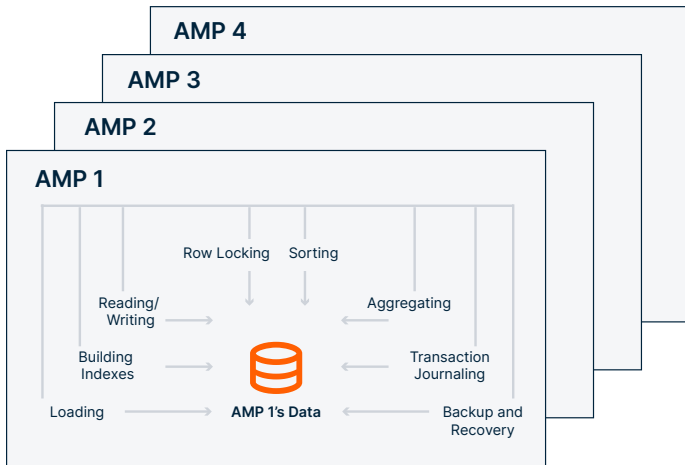 AMP 4
AMP 3
AMP 2
AMP 1
Row Locking
Sorting
Reading/
Writing
Aggregating
Building
Indexes
Transaction
Journaling
Loading
AMP 1's Data
Backup and
Recovery